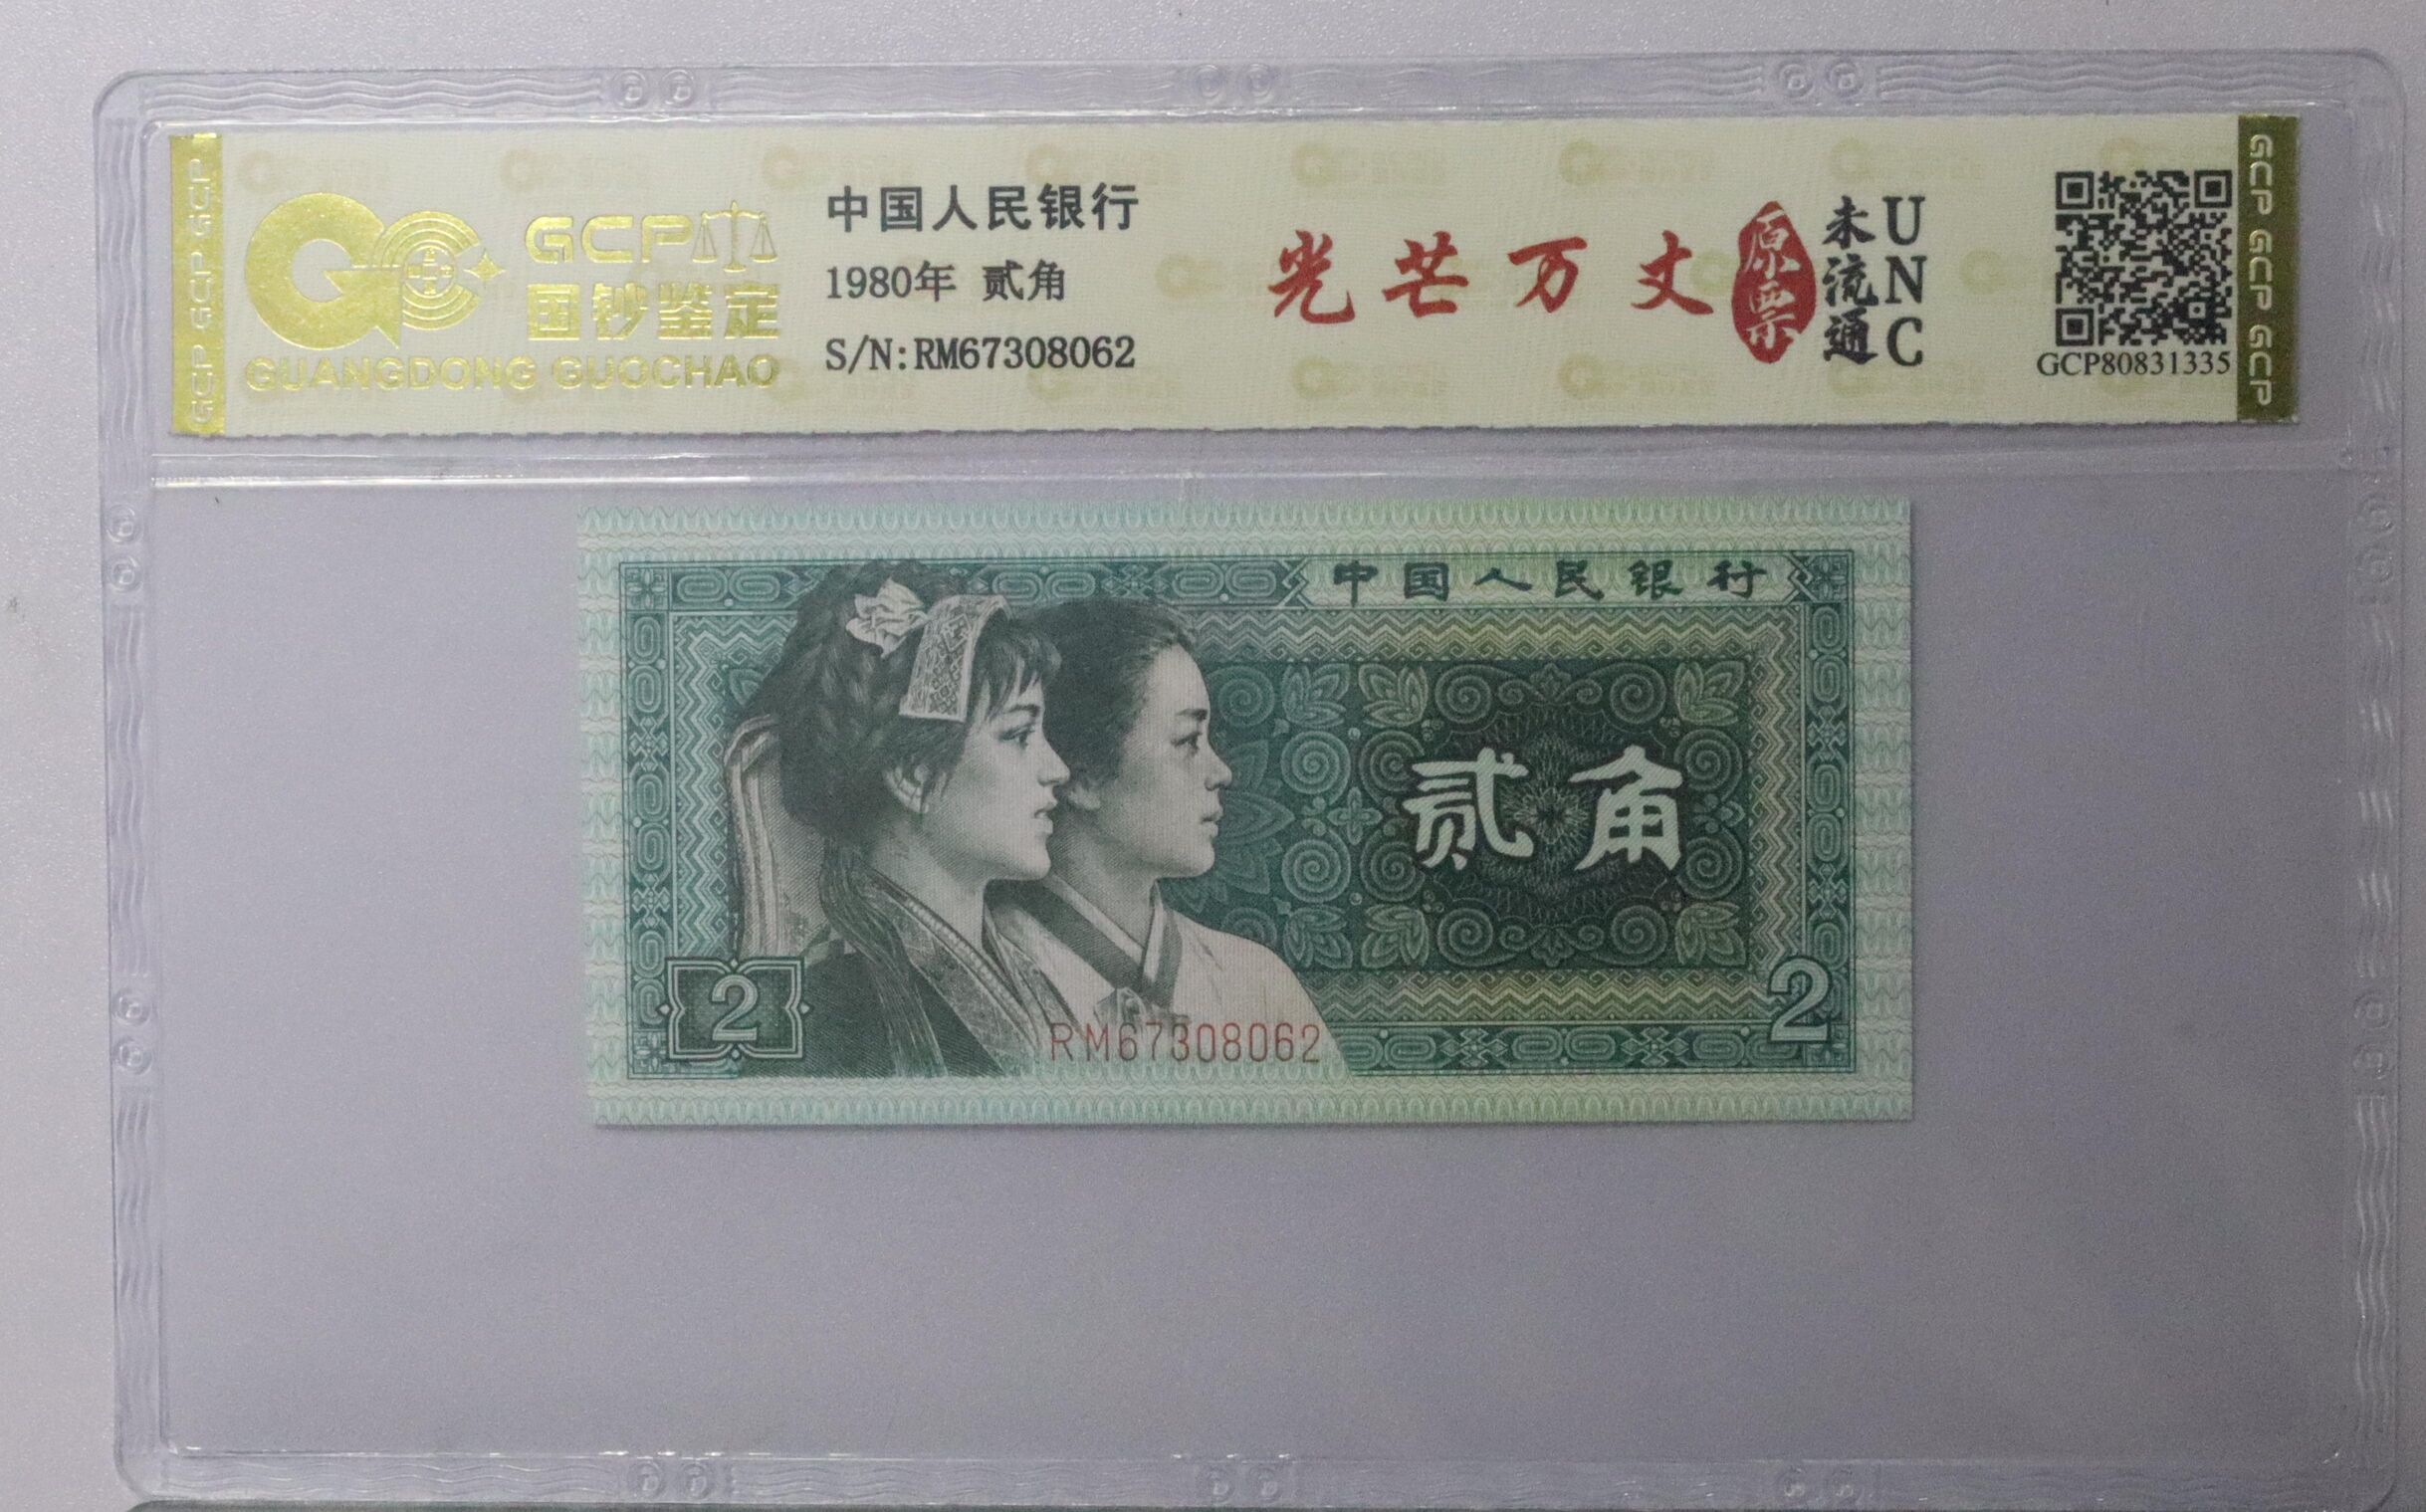 GCP GCP GCP
GCP
国钞鉴定
GUANGDONG GUOCHAO
中国人民银行
1980年 贰角
S/N:RM67308062
光芒万丈
原票
未流通
UNC
GCP80831335
GCP GCP GCP
中国人民银行
贰角
2
RM67308062
2